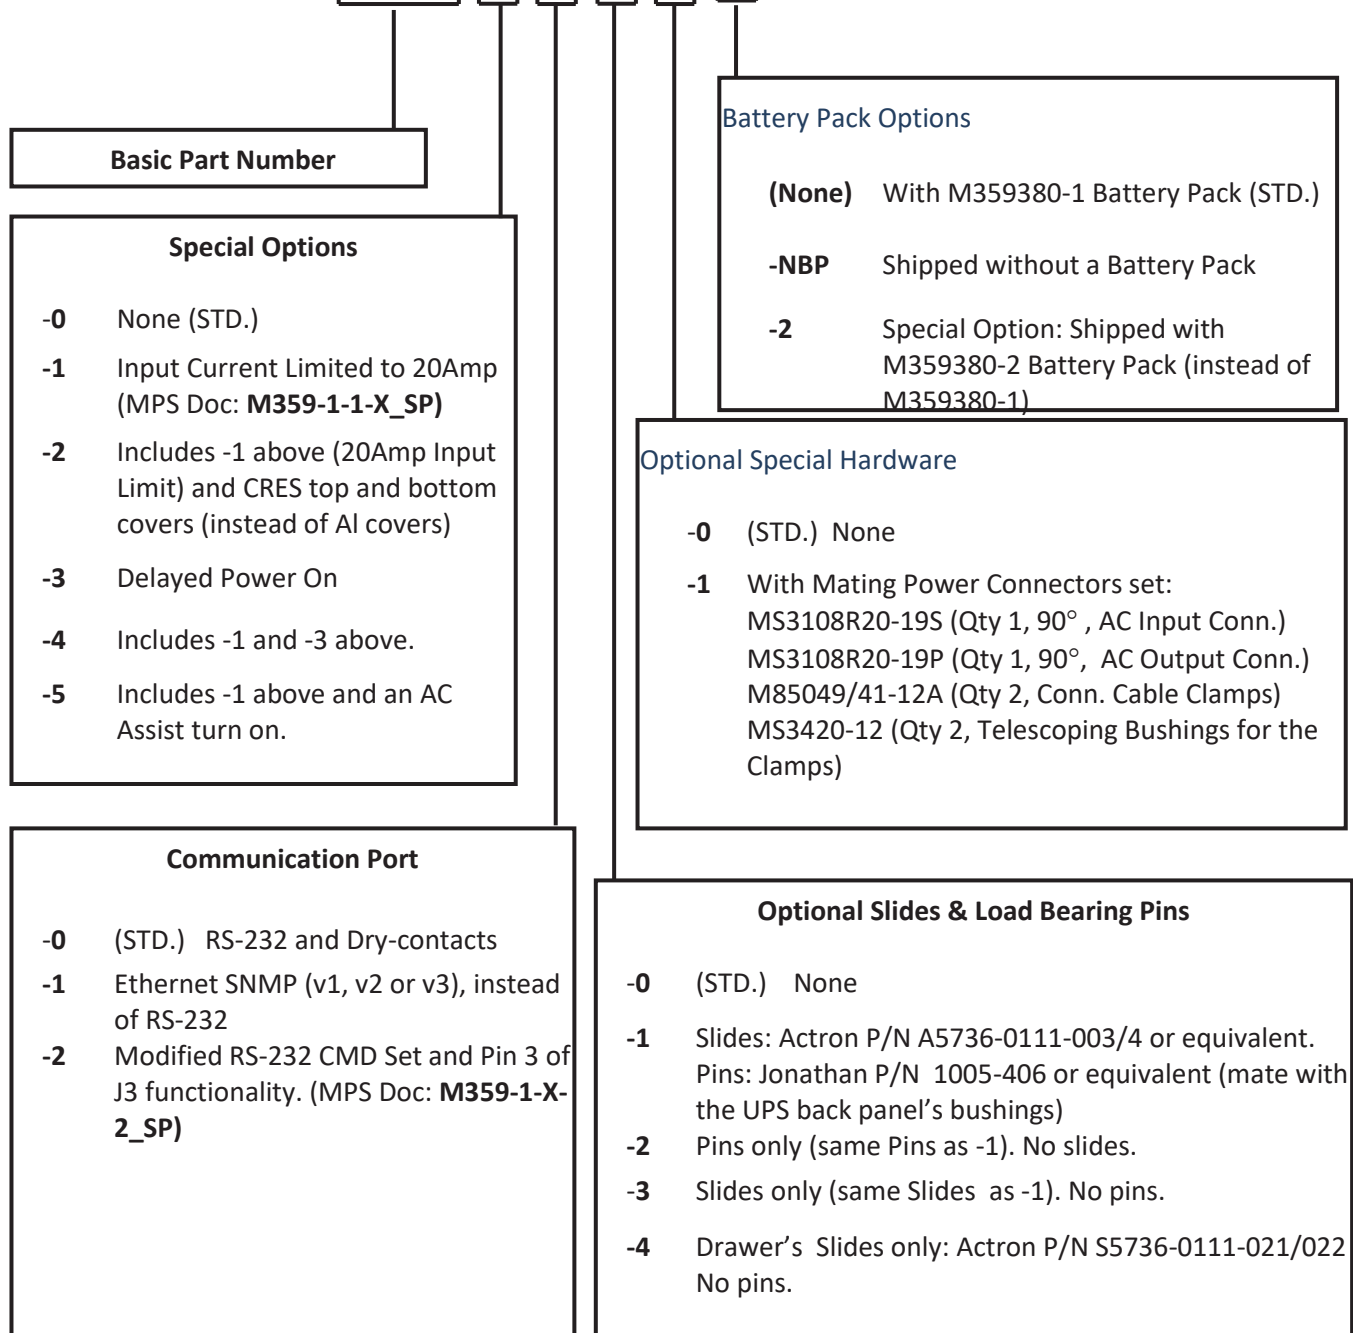 Basic Part Number
Special Options
-0 None (STD.)
-1 Input Current Limited to 20Amp
(MPS Doc: M359-1-1-X_SP)
-2 Includes -1 above (20Amp Input
Limit) and CRES top and bottom
covers (instead of Al covers)
-3 Delayed Power On
-4 Includes -1 and -3 above.
-5 Includes -1 above and an AC
Assist turn on.
Communication Port
-0 (STD.) RS-232 and Dry-contacts
-1 Ethernet SNMP (v1, v2 or v3), instead
of RS-232
-2 Modified RS-232 CMD Set and Pin 3 of
J3 functionality. (MPS Doc: M359-1-X-
2_SP)
Battery Pack Options
(None) With M359380-1 Battery Pack (STD.)
-NBP Shipped without a Battery Pack
-2 Special Option: Shipped with
M359380-2 Battery Pack (instead of
M359380-1)
Optional Special Hardware
-0 (STD.) None
-1 With Mating Power Connectors set:
MS3108R20-19S (Qty 1, 90° , AC Input Conn.)
MS3108R20-19P (Qty 1, 90°, AC Output Conn.)
M85049/41-12A (Qty 2, Conn. Cable Clamps)
MS3420-12 (Qty 2, Telescoping Bushings for the
Clamps)
Optional Slides & Load Bearing Pins
-0 (STD.) None
-1 Slides: Actron P/N A5736-0111-003/4 or equivalent.
Pins: Jonathan P/N 1005-406 or equivalent (mate with
the UPS back panel's bushings)
-2 Pins only (same Pins as -1). No slides.
-3 Slides only (same Slides as -1). No pins.
-4 Drawer's Slides only: Actron P/N S5736-0111-021/022
No pins.